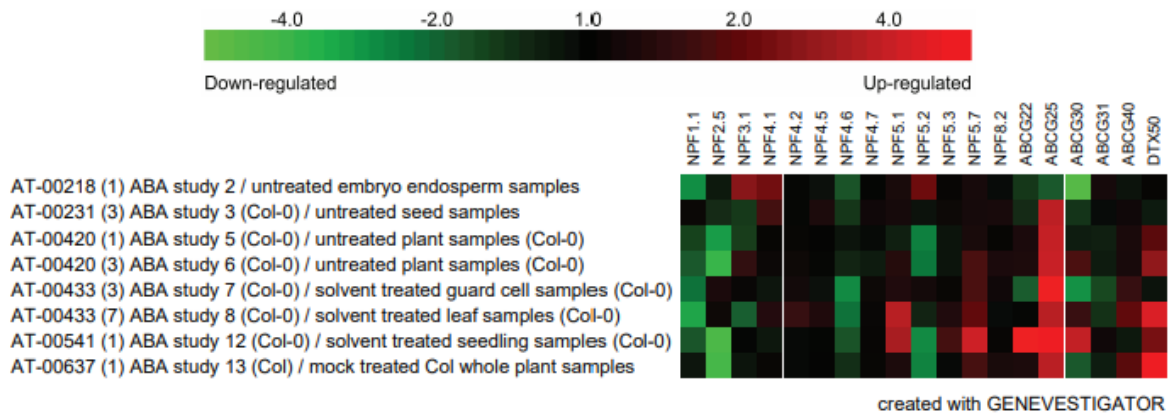 -4.0 -2.0 1.0 2.0 4.0
Down-regulated Up-regulated
NPF1.1 NPF2.5 NPF3.1 NPF4.1 NPF4.2 NPF4.5 NPF4.6 NPF4.7 NPF5.1 NPF5.2 NPF5.3 NPF5.7 NPF8.2 ABCG22 ABCG25 ABCG30 ABCG31 ABCG40 DTX50
AT-00218 (1) ABA study 2 / untreated embryo endosperm samples
AT-00231 (3) ABA study 3 (Col-0) / untreated seed samples
AT-00420 (1) ABA study 5 (Col-0) / untreated plant samples (Col-0)
AT-00420 (3) ABA study 6 (Col-0) / untreated plant samples (Col-0)
AT-00433 (3) ABA study 7 (Col-0) / solvent treated guard cell samples (Col-0)
AT-00433 (7) ABA study 8 (Col-0) / solvent treated leaf samples (Col-0)
AT-00541 (1) ABA study 12 (Col-0) / solvent treated seedling samples (Col-0)
AT-00637 (1) ABA study 13 (Col) / mock treated Col whole plant samples
created with GENEVESTIGATOR